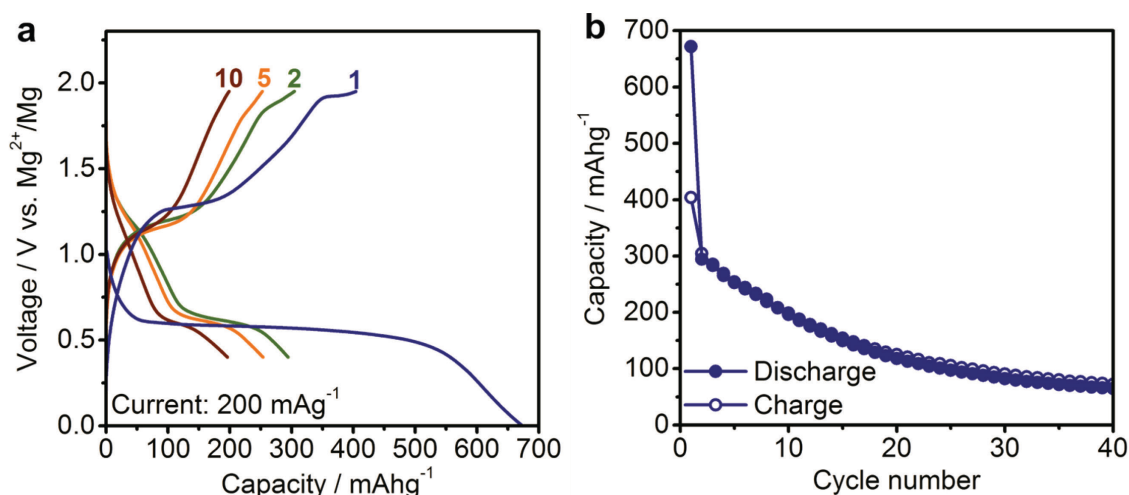 a
10 5 2 1
Voltage / V vs. Mg²⁺/Mg
2.0
1.5
1.0
0.5
0.0
Current: 200 mAg⁻¹
0 100 200 300 400 500 600 700
Capacity / mAhg⁻¹
b
Capacity / mAhg⁻¹
700
600
500
400
300
200
100
0
Discharge
Charge
0 10 20 30 40
Cycle number